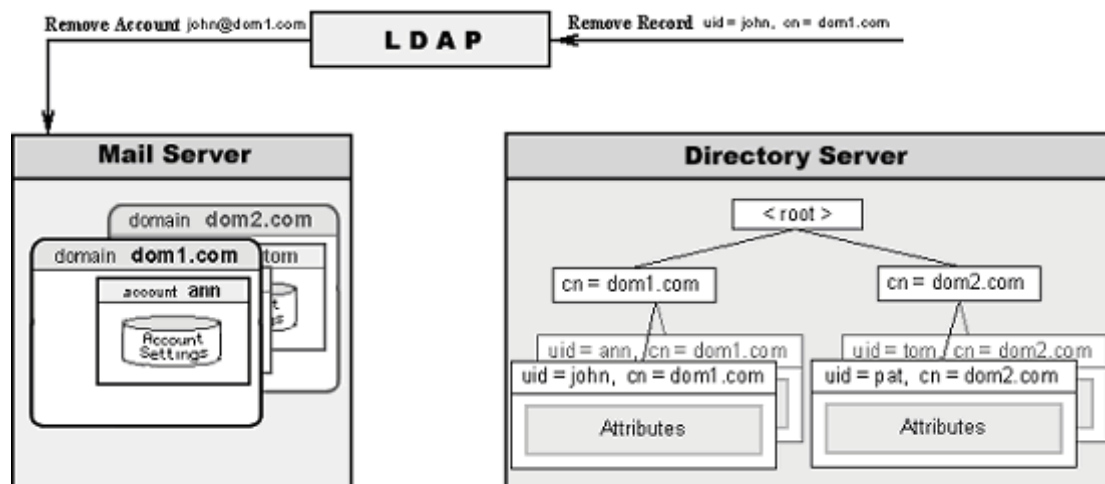 Remove Account john@dom1.com
LDAP
Remove Record uid = john, cn = dom1.com
Mail Server
domain dom2.com
domain dom1.com
tom
account ann
Account
Settings
Directory Server
< root >
cn = dom1.com
cn = dom2.com
uid = ann, cn = dom1.com
uid = tom, cn = dom2.com
uid = john, cn = dom1.com
uid = pat, cn = dom2.com
Attributes
Attributes